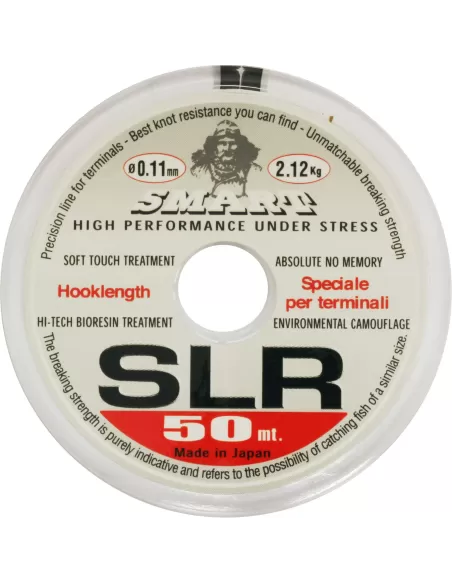 Precision line for terminals - Best knot resistance you can find - Unmatchable breaking strength
ø 0.11mm
2.12Kg
SMART
HIGH PERFORMANCE UNDER STRESS
SOFT TOUCH TREATMENT
ABSOLUTE NO MEMORY
Hooklength
Speciale
per terminali
HI-TECH BIORESIN TREATMENT
ENVIRONMENTAL CAMOUFLAGE
SLR
50 mt.
Made in Japan
The breaking strength is purely indicative and refers to the possibility of catching fish of a similar size.